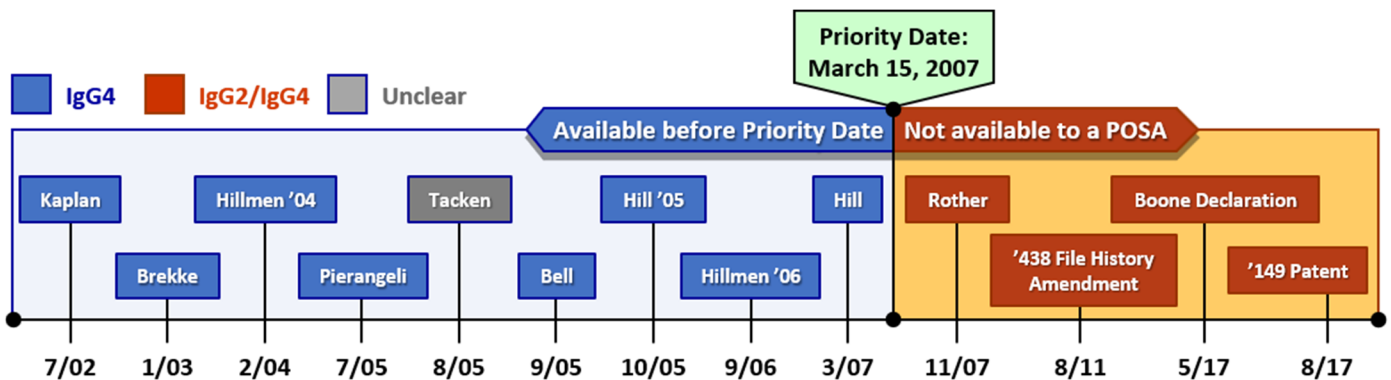 Priority Date:
March 15, 2007
IgG4
IgG2/IgG4
Unclear
Available before Priority Date
Not available to a POSA
Kaplan
Hillmen ’04
Tacken
Hill ’05
Hill
Rother
Boone Declaration
Brekke
Pierangeli
Bell
Hillmen ’06
’438 File History
Amendment
’149 Patent
7/02
1/03
2/04
7/05
8/05
9/05
10/05
9/06
3/07
11/07
8/11
5/17
8/17